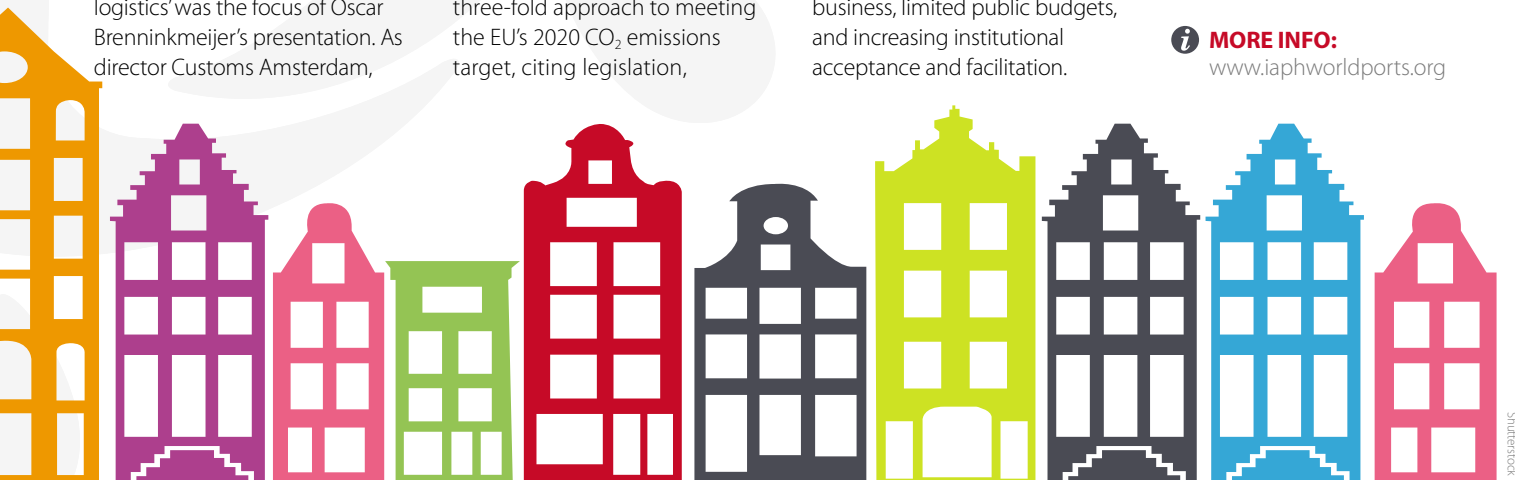 logistics’ was the focus of Oscar
Brenninkmeijer’s presentation. As
director Customs Amsterdam,
three-fold approach to meeting
the EU’s 2020 CO₂ emissions
target, citing legislation,
business, limited public budgets,
and increasing institutional
acceptance and facilitation.
MORE INFO:
www.iaphworldports.org
Shutterstock